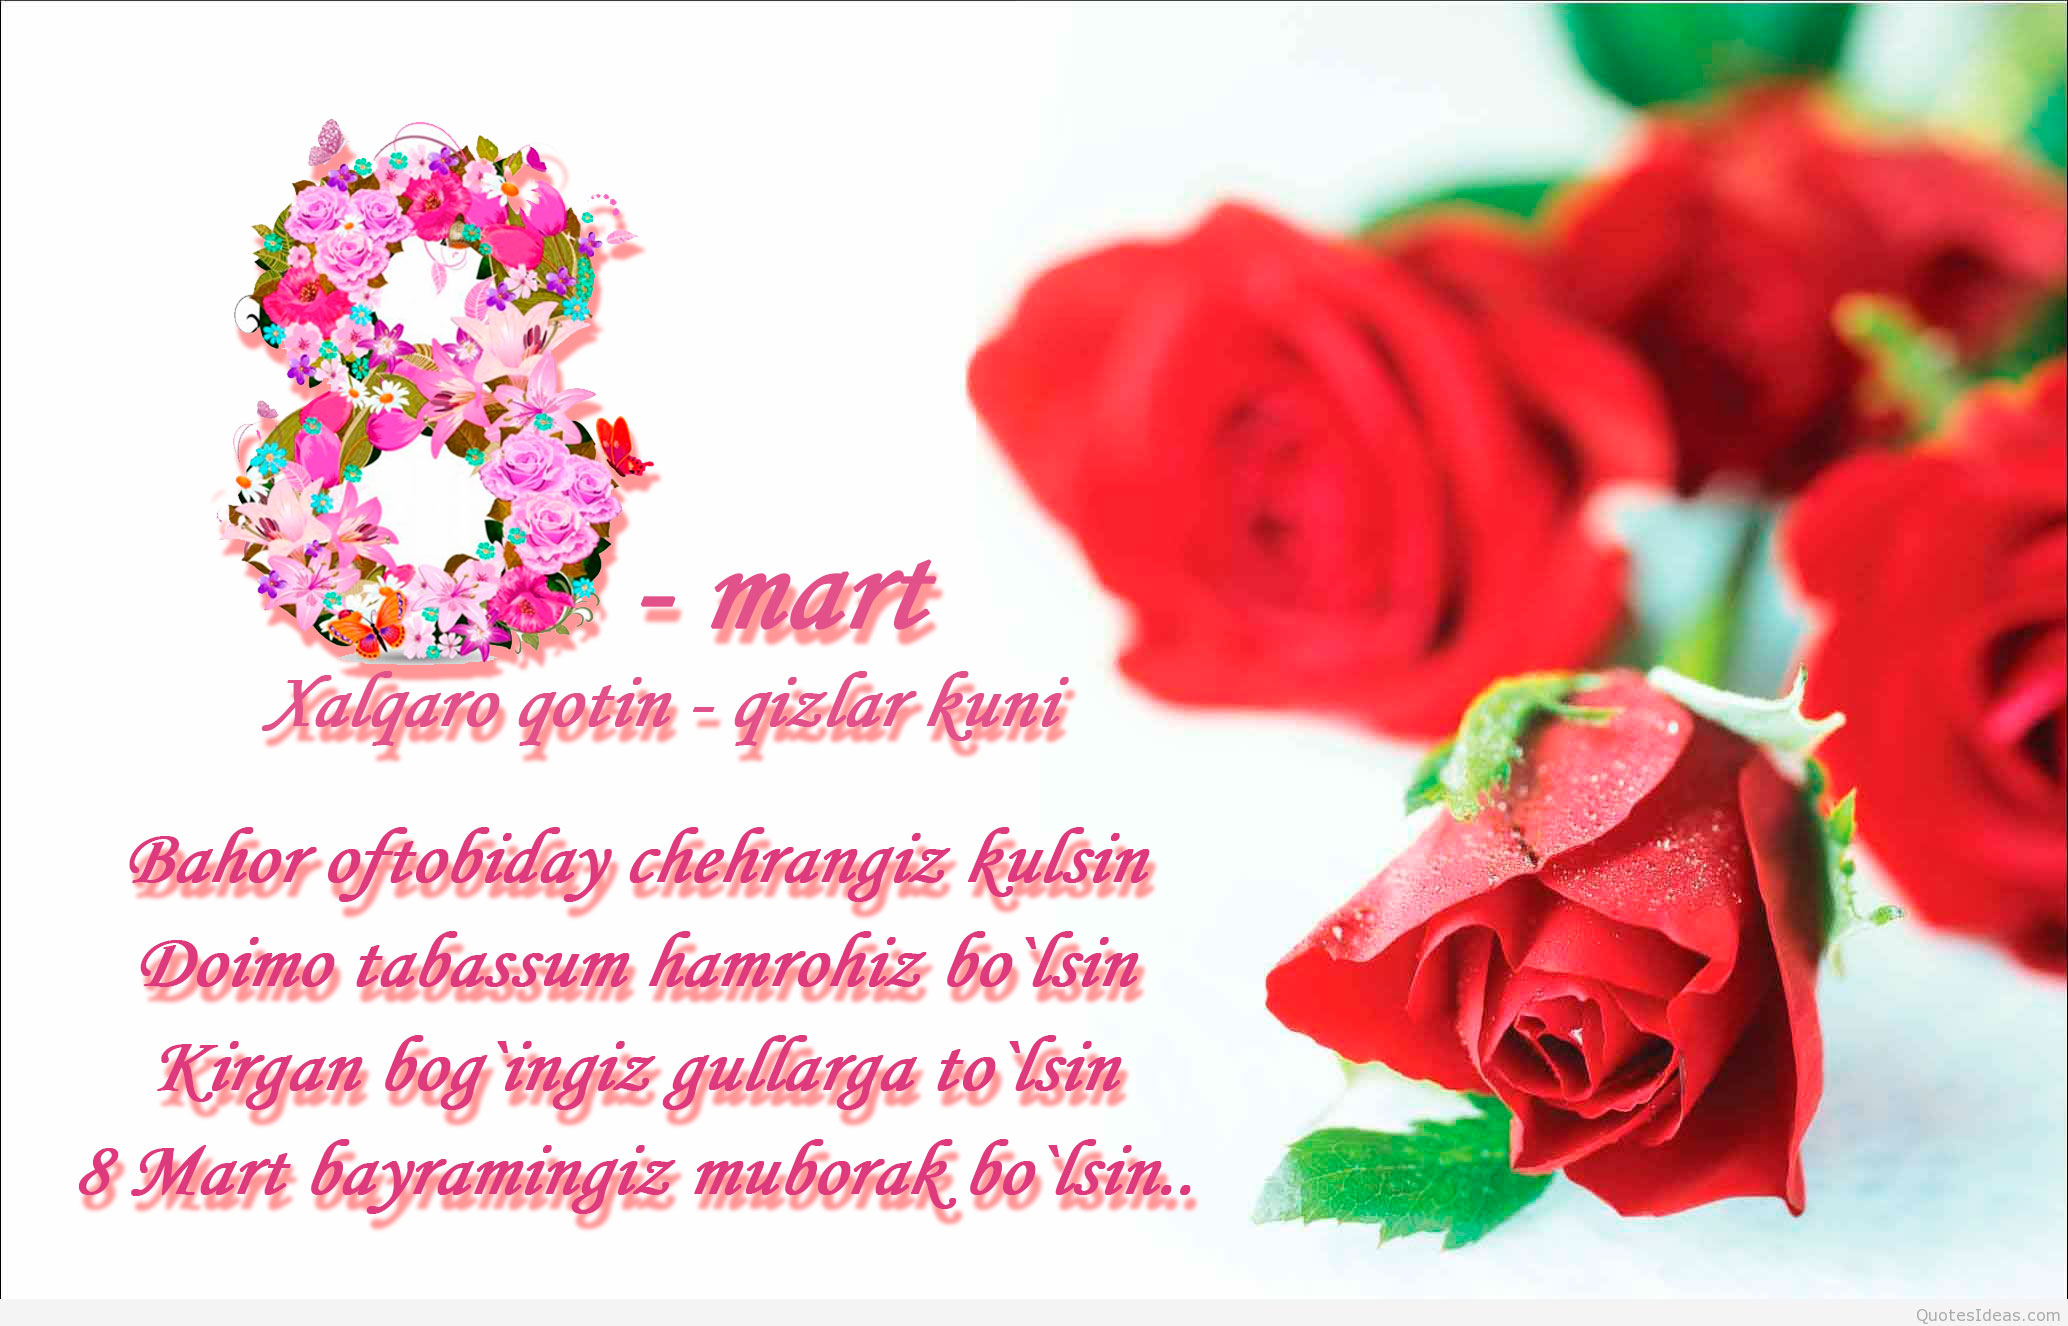 8 - mart
Xalqaro qotin - qizlar kuni
Bahor oftobiday chehrangiz kulsin
Doimo tabassum hamrohiz bo`lsin
Kirgan bog`ingiz gullarga to`lsin
8 Mart bayramingiz muborak bo`lsin..
QuotesIdeas.com